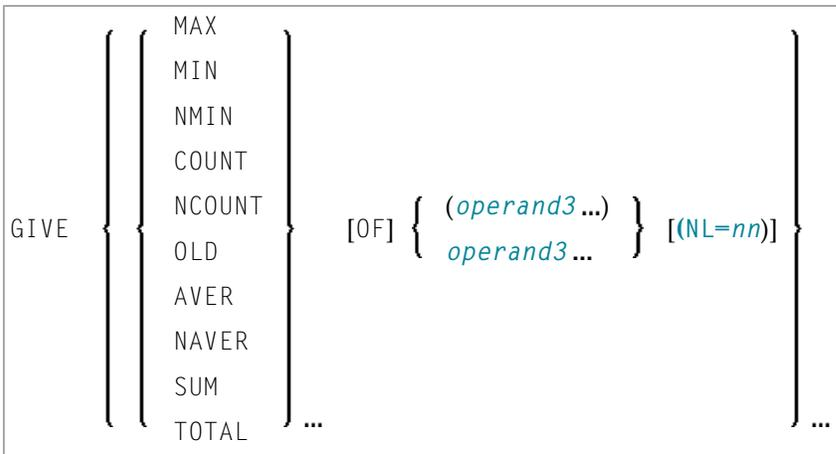 MAX
MIN
NMIN
COUNT
NCOUNT
GIVE [OF] (operand3 ...) [(NL=nn)]
operand3 ...
OLD
AVER
NAVER
SUM
TOTAL ... ...